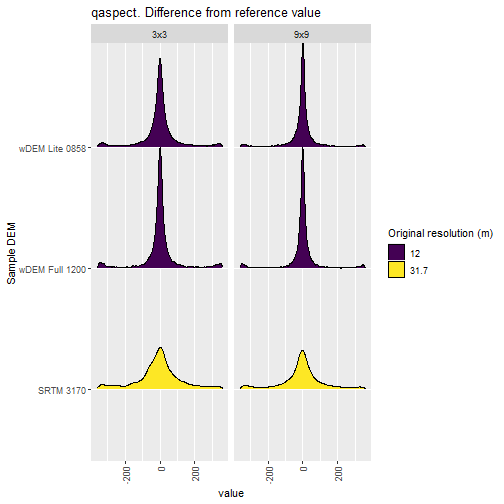 qaspect. Difference from reference value
3x3
9x9
wDEM Lite 0858
wDEM Full 1200
SRTM 3170
Sample DEM
-200
0
200
-200
0
200
value
Original resolution (m)
12
31.7